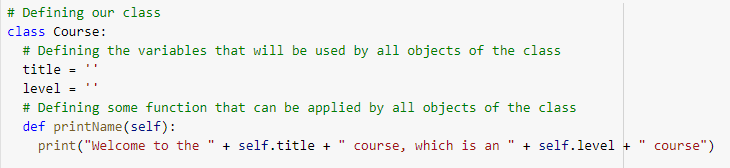 # Defining our class
class Course:
  # Defining the variables that will be used by all objects of the class
  title = ''
  level = ''
  # Defining some function that can be applied by all objects of the class
  def printName(self):
    print("Welcome to the " + self.title + " course, which is an " + self.level + " course")